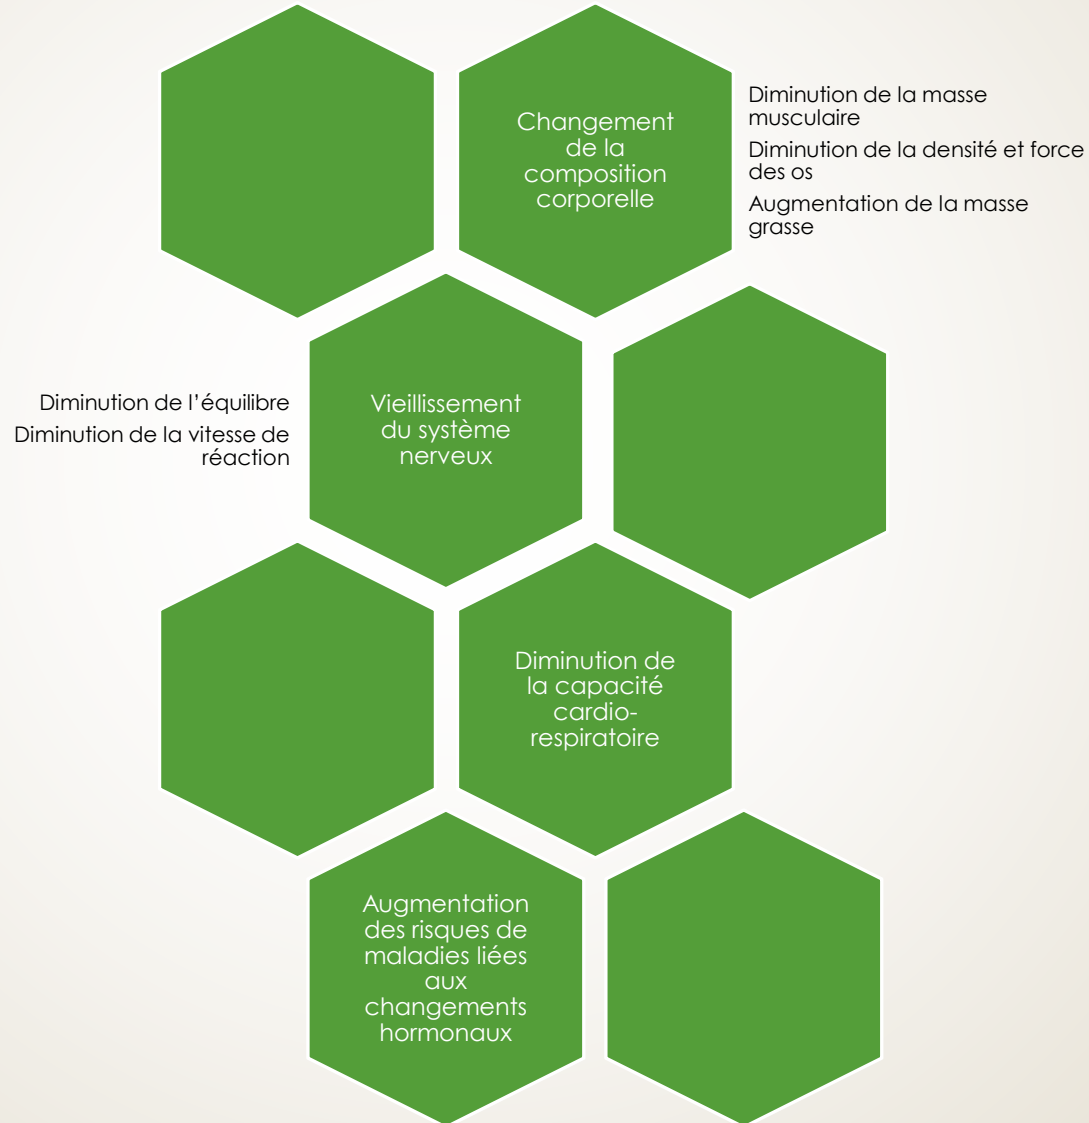 Changement
de la
composition
corporelle
Diminution de la masse
musculaire
Diminution de la densité et force
des os
Augmentation de la masse
grasse
Diminution de l’équilibre
Diminution de la vitesse de
réaction
Vieillissement
du système
nerveux
Diminution de
la capacité
cardio-
respiratoire
Augmentation
des risques de
maladies liées
aux
changements
hormonaux